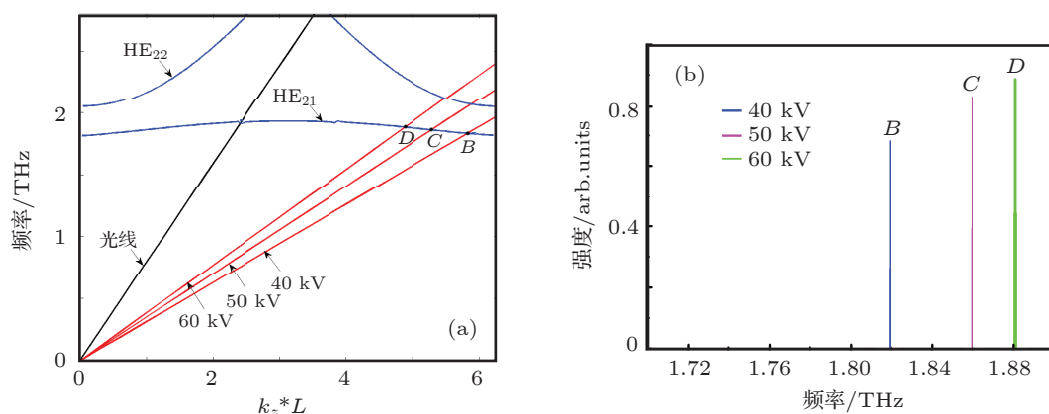 HE22
HE21
2
D
C
B
频率/THz
1
光线
40 kV
50 kV
60 kV
(a)
0
0
2
4
6
kz*L
(b)
D
C
0.8
40 kV
50 kV
60 kV
B
强度/arb.units
0.4
0
1.72
1.76
1.80
1.84
1.88
频率/THz